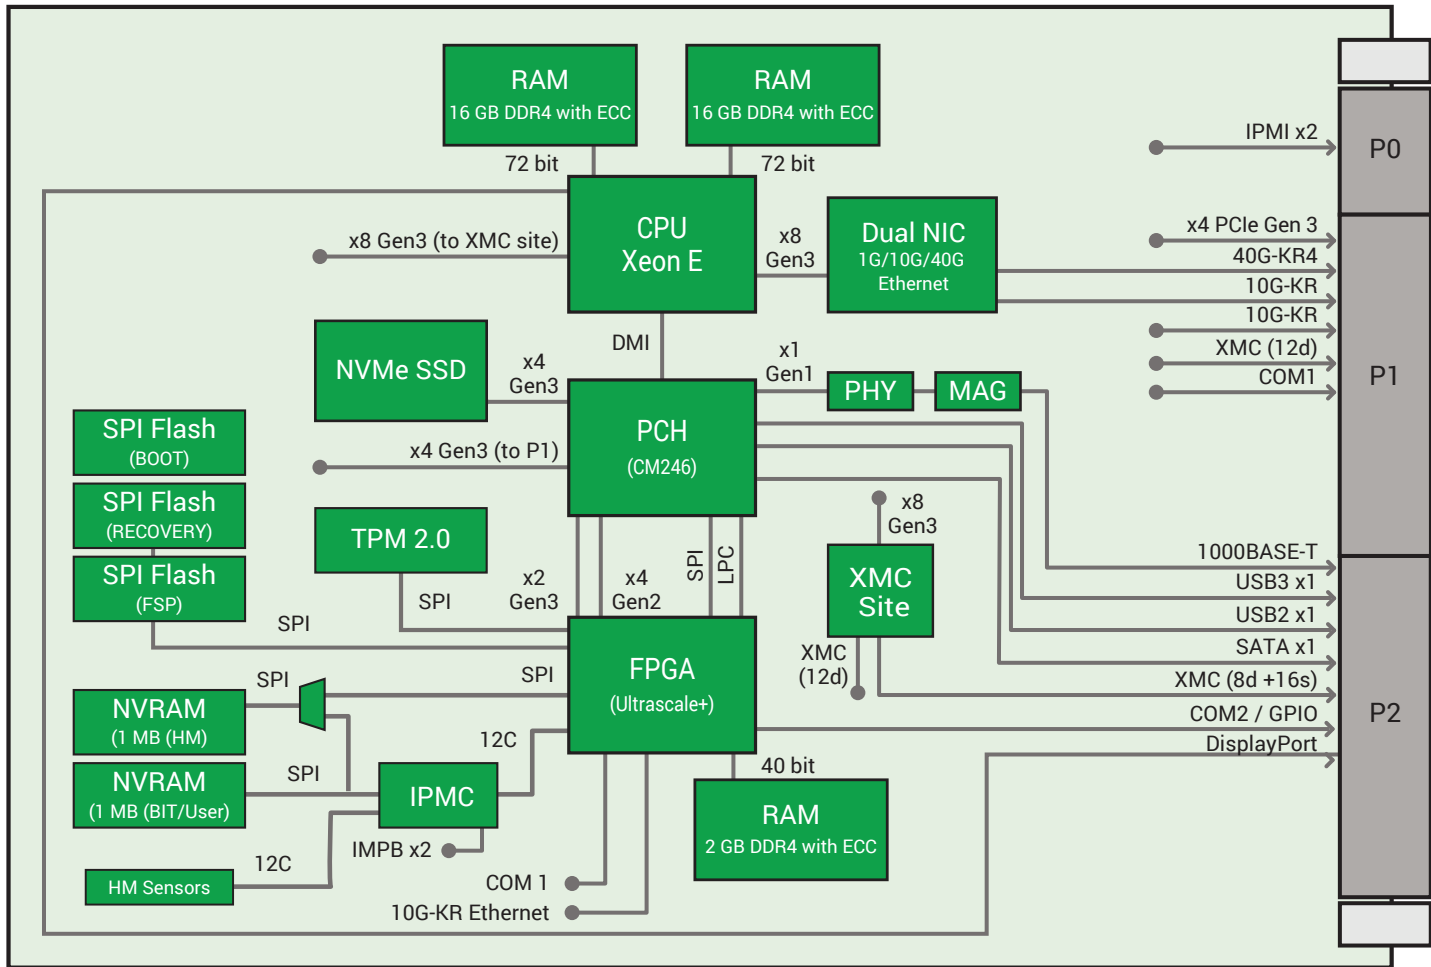 RAM
16 GB DDR4 with ECC
RAM
16 GB DDR4 with ECC
72 bit
72 bit
IPMI x2
P0
CPU
Xeon E
x8 Gen3 (to XMC site)
x8
Gen3
Dual NIC
1G/10G/40G
Ethernet
x4 PCIe Gen 3
40G-KR4
10G-KR
10G-KR
XMC (12d)
COM1
P1
DMI
NVMe SSD
x4
Gen3
x1
Gen1
PHY
MAG
PCH
(CM246)
x4 Gen3 (to P1)
SPI Flash
(BOOT)
SPI Flash
(RECOVERY)
SPI Flash
(FSP)
TPM 2.0
SPI
SPI
x2
Gen3
x4
Gen2
SPI
LPC
x8
Gen3
XMC
Site
XMC
(12d)
1000BASE-T
USB3 x1
USB2 x1
SATA x1
XMC (8d +16s)
COM2 / GPIO
DisplayPort
P2
FPGA
(Ultrascale+)
SPI
SPI
NVRAM
(1 MB (HM)
NVRAM
(1 MB (BIT/User)
SPI
12C
IPMC
IMPB x2
12C
HM Sensors
40 bit
RAM
2 GB DDR4 with ECC
COM 1
10G-KR Ethernet